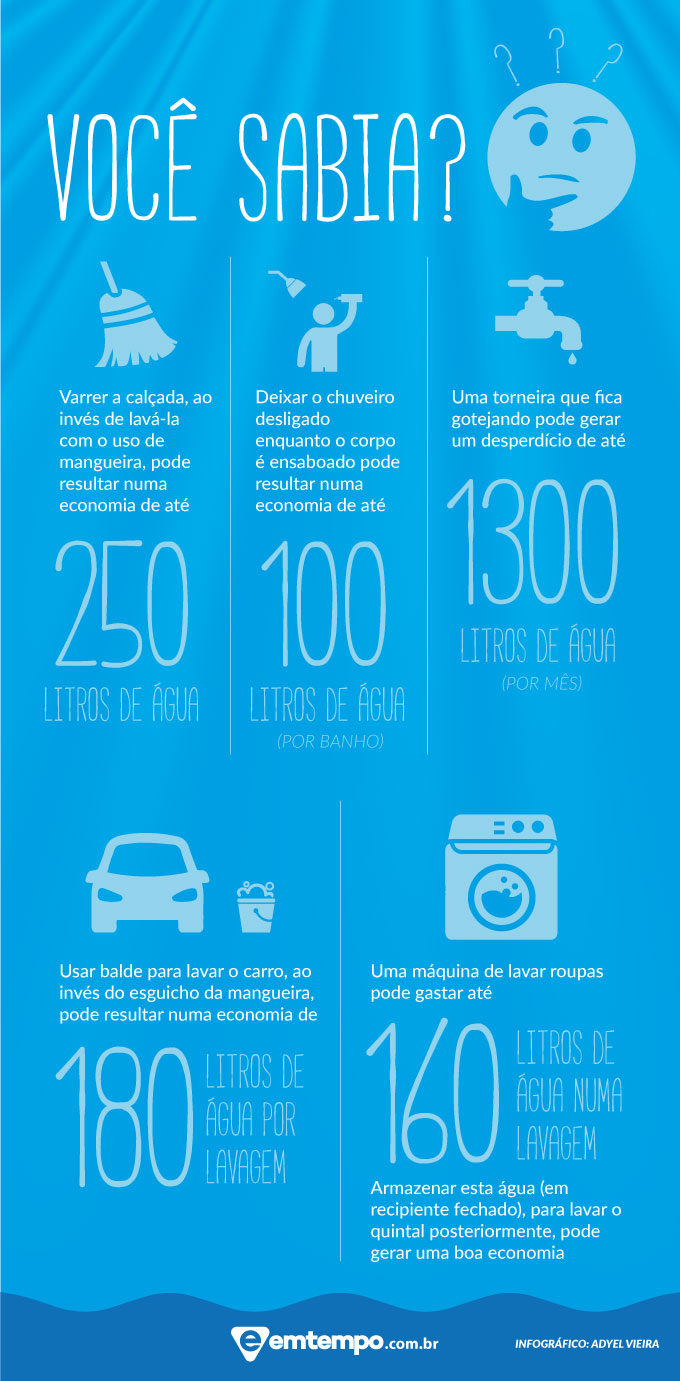 VOCÊ SABIA?
Varrer a calçada, ao
invés de lavá-la
com o uso de
mangueira, pode
resultar numa
economia de até
250
LITROS DE ÁGUA
Deixar o chuveiro
desligado
enquanto o corpo
é ensaboado pode
resultar numa
economia de até
100
LITROS DE ÁGUA
(POR BANHO)
Uma torneira que fica
gotejando pode gerar
um desperdício de até
1300
LITROS DE ÁGUA
(POR MÊS)
Usar balde para lavar o carro, ao
invés do esguicho da mangueira,
pode resultar numa economia de
180
LITROS DE
ÁGUA POR
LAVAGEM
Uma máquina de lavar roupas
pode gastar até
160
LITROS DE
ÁGUA NUMA
LAVAGEM
Armazenar esta água (em
recipiente fechado), para lavar o
quintal posteriormente, pode
gerar uma boa economia
e emtempo.com.br
INFOGRÁFICO: ADYEL VIEIRA